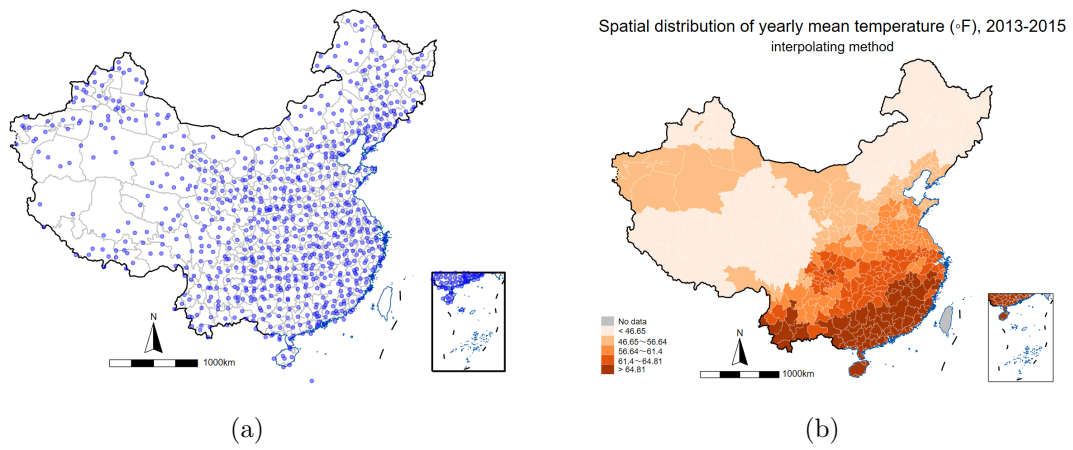 Spatial distribution of yearly mean temperature (◦F), 2013-2015
interpolating method
N
1000km
No data
< 46.65
46.65～56.64
56.64～61.4
61.4～64.81
> 64.81
N
1000km
(a)
(b)